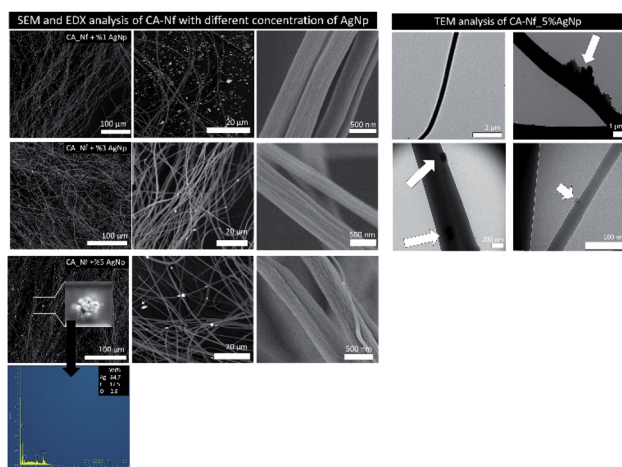 SEM and EDX analysis of CA-Nf with different concentration of AgNp
TEM analysis of CA-Nf_5%AgNp
CA_Nf + %1 AgNp
100 µm
20 µm
500 nm
2 µm
1 µm
CA_Nf + %3 AgNp
100 µm
20 µm
500 nm
200 nm
100 nm
CA_Nf +%5 AgNp
100 µm
20 µm
500 nm
Wt%
Ag
O